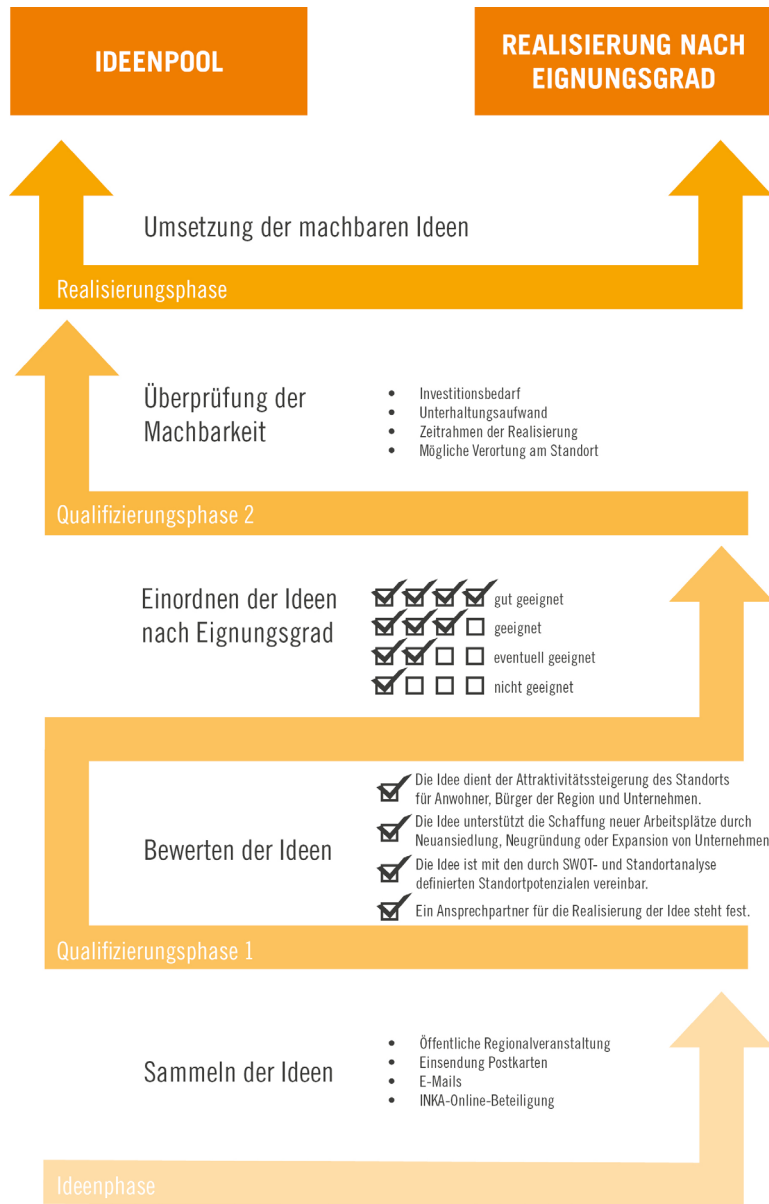 IDEENPOOL
REALISIERUNG NACH
EIGNUNGSGRAD
Umsetzung der machbaren Ideen
Realisierungsphase
Überprüfung der
Machbarkeit
• Investitionsbedarf
• Unterhaltungsaufwand
• Zeitrahmen der Realisierung
• Mögliche Verortung am Standort
Qualifizierungsphase 2
Einordnen der Ideen
nach Eignungsgrad
gut geeignet
geeignet
eventuell geeignet
nicht geeignet
Bewerten der Ideen
Die Idee dient der Attraktivitätssteigerung des Standorts
für Anwohner, Bürger der Region und Unternehmen.
Die Idee unterstützt die Schaffung neuer Arbeitsplätze durch
Neuansiedlung, Neugründung oder Expansion von Unternehmen
Die Idee ist mit den durch SWOT- und Standortanalyse
definierten Standortpotenzialen vereinbar.
Ein Ansprechpartner für die Realisierung der Idee steht fest.
Qualifizierungsphase 1
Sammeln der Ideen
• Öffentliche Regionalveranstaltung
• Einsendung Postkarten
• E-Mails
• INKA-Online-Beteiligung
Ideenphase